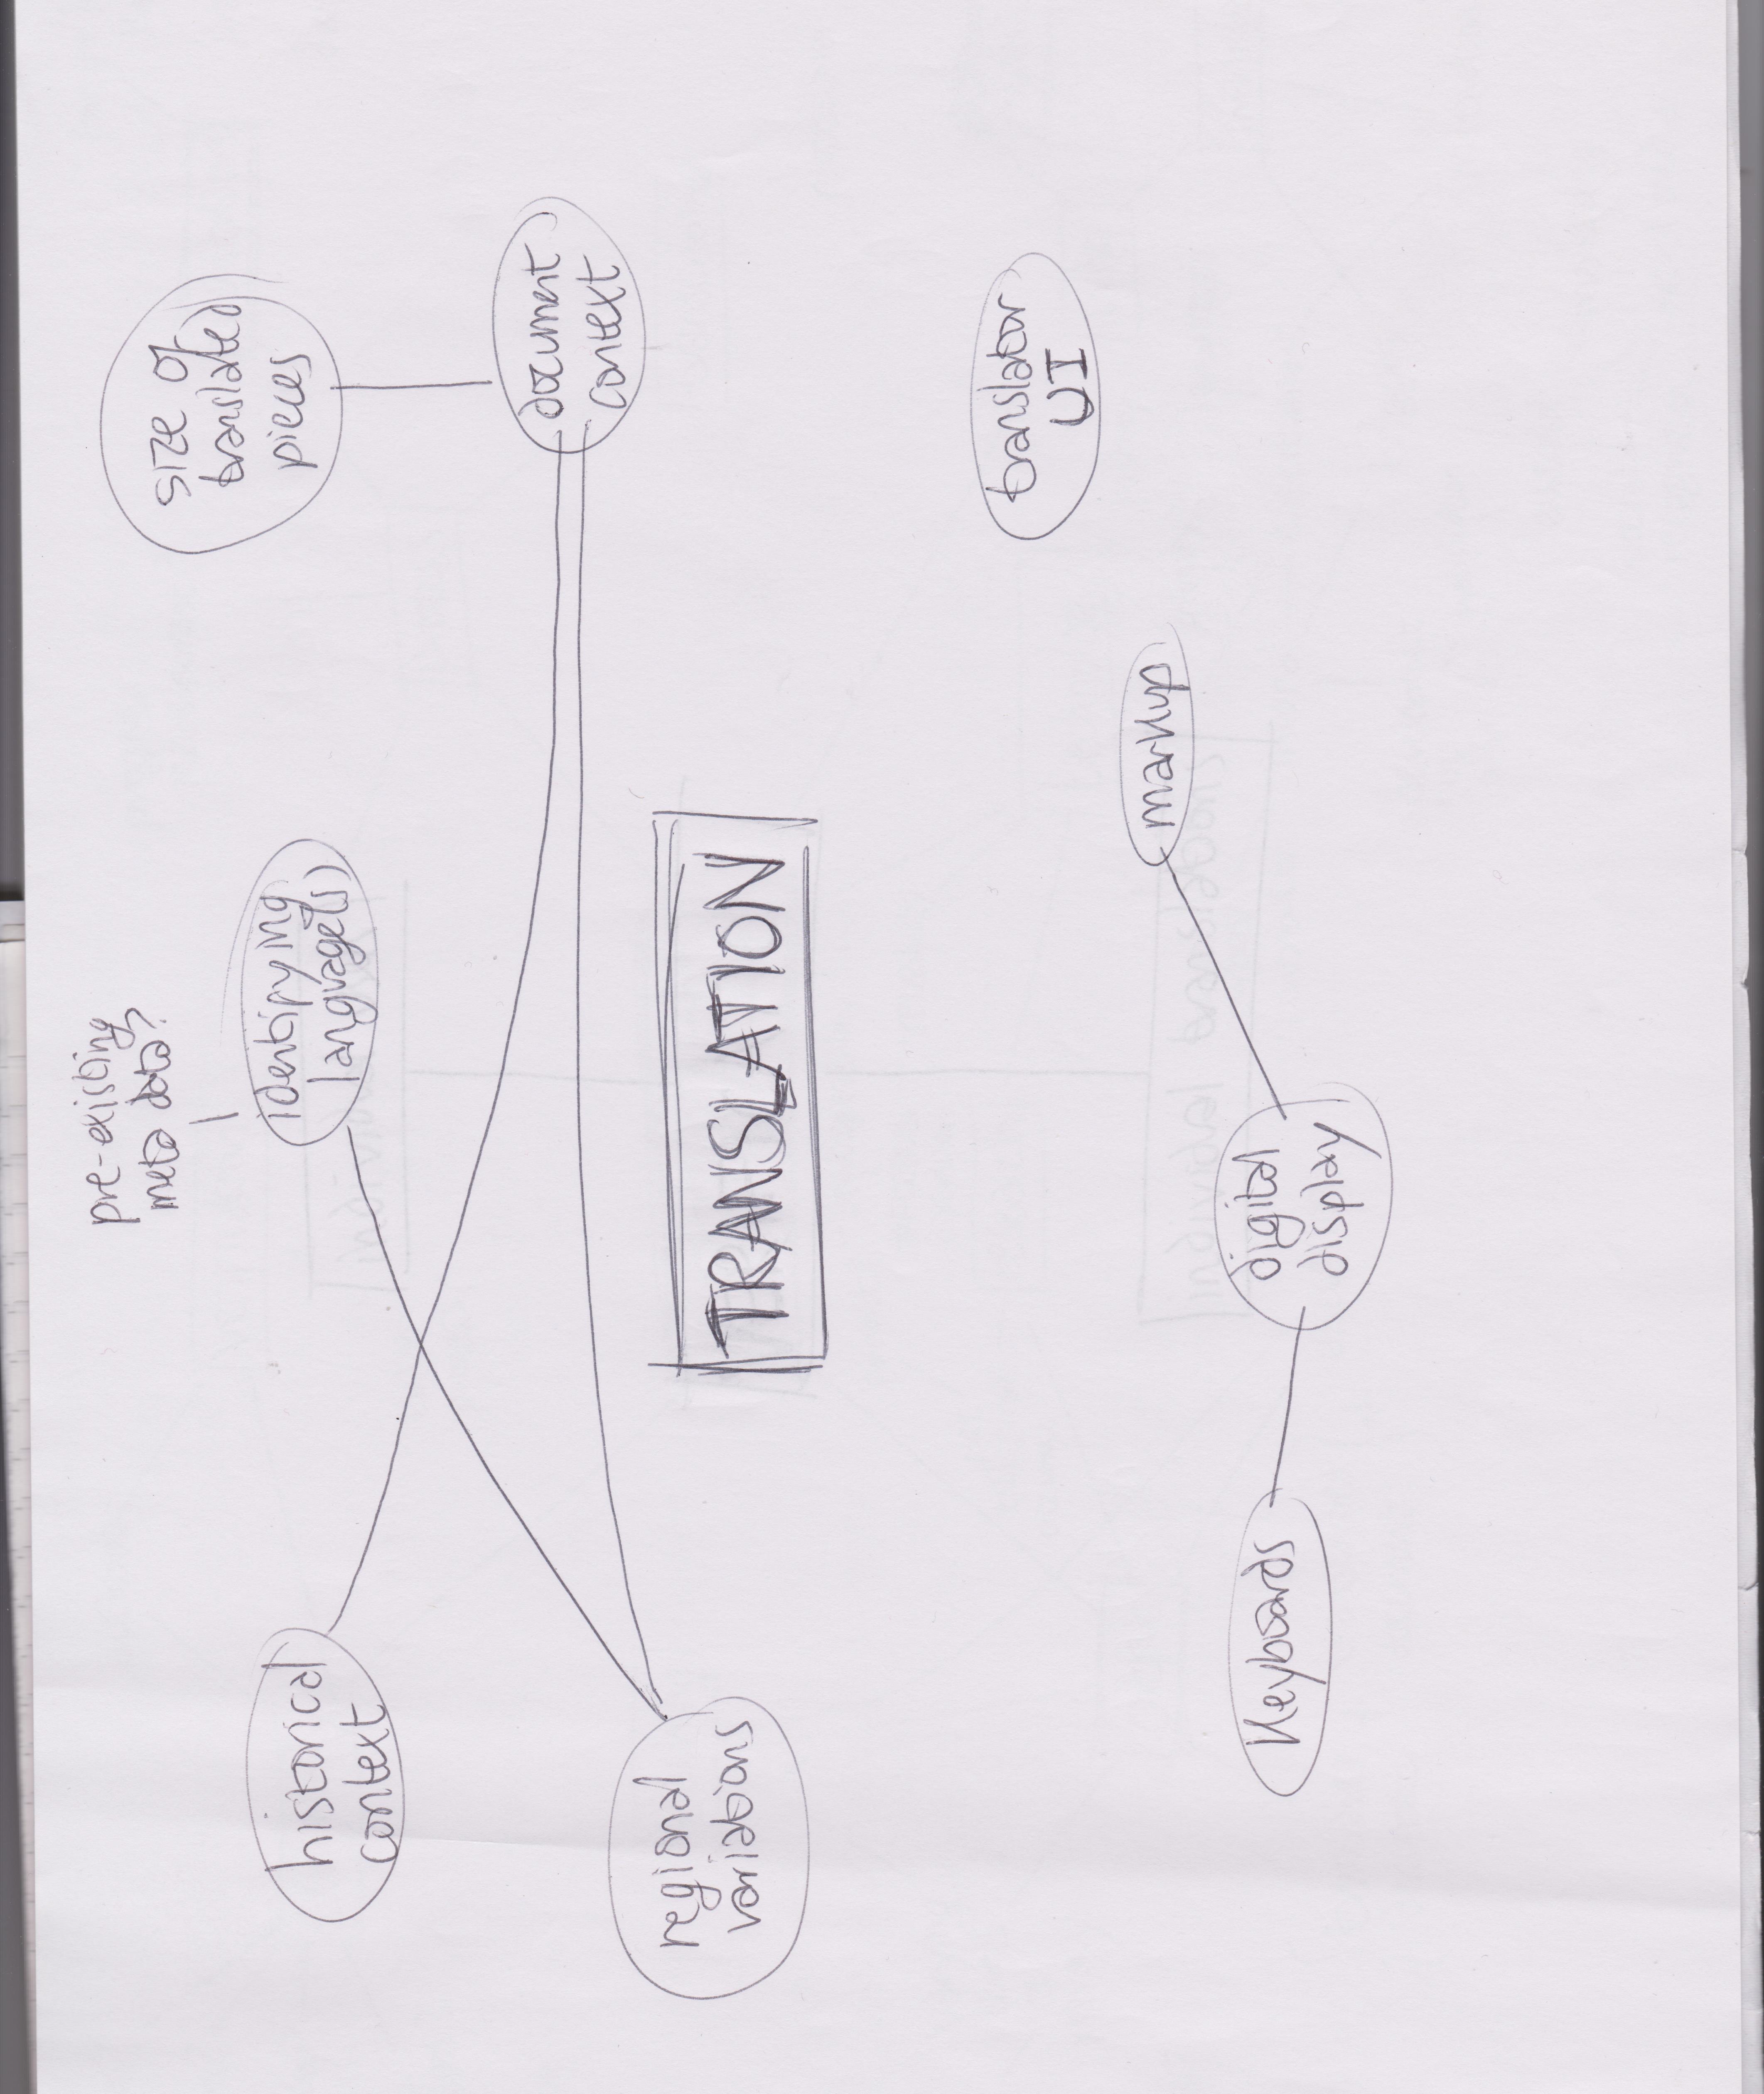 pre-existing
meta data?
identifying
language(s)
size of
translated
pieces
historical
context
document
context
regional
variations
TRANSLATION
translator
UI
markup
digital
display
keyboards